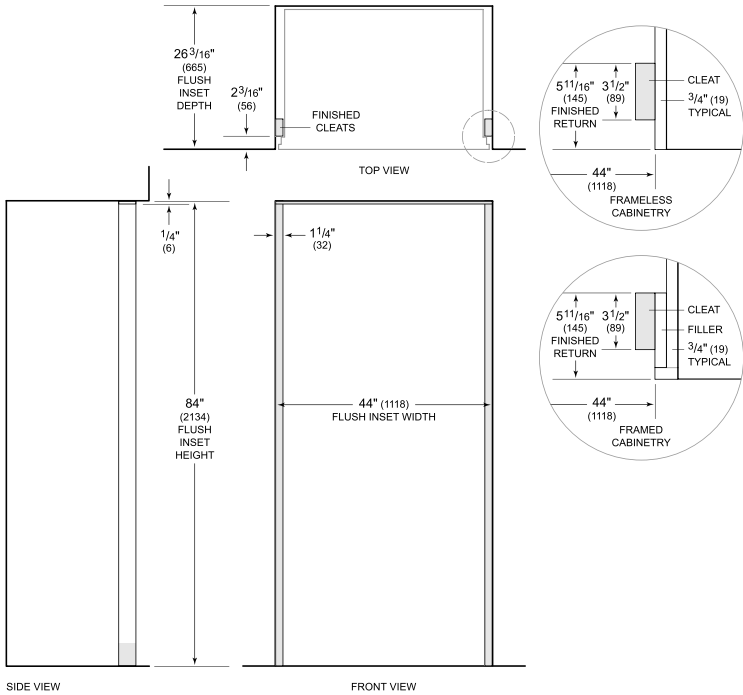 26 3/16"
(665)
FLUSH
INSET
DEPTH
2 3/16"
(56)
FINISHED
CLEATS
TOP VIEW
5 11/16"
(145)
FINISHED
RETURN
3 1/2"
(89)
CLEAT
3/4" (19)
TYPICAL
44"
(1118)
FRAMELESS
CABINETRY
1/4"
(6)
1 1/4"
(32)
84"
(2134)
FLUSH
INSET
HEIGHT
44" (1118)
FLUSH INSET WIDTH
5 11/16"
(145)
FINISHED
RETURN
3 1/2"
(89)
CLEAT
FILLER
3/4" (19)
TYPICAL
44"
(1118)
FRAMED
CABINETRY
SIDE VIEW
FRONT VIEW